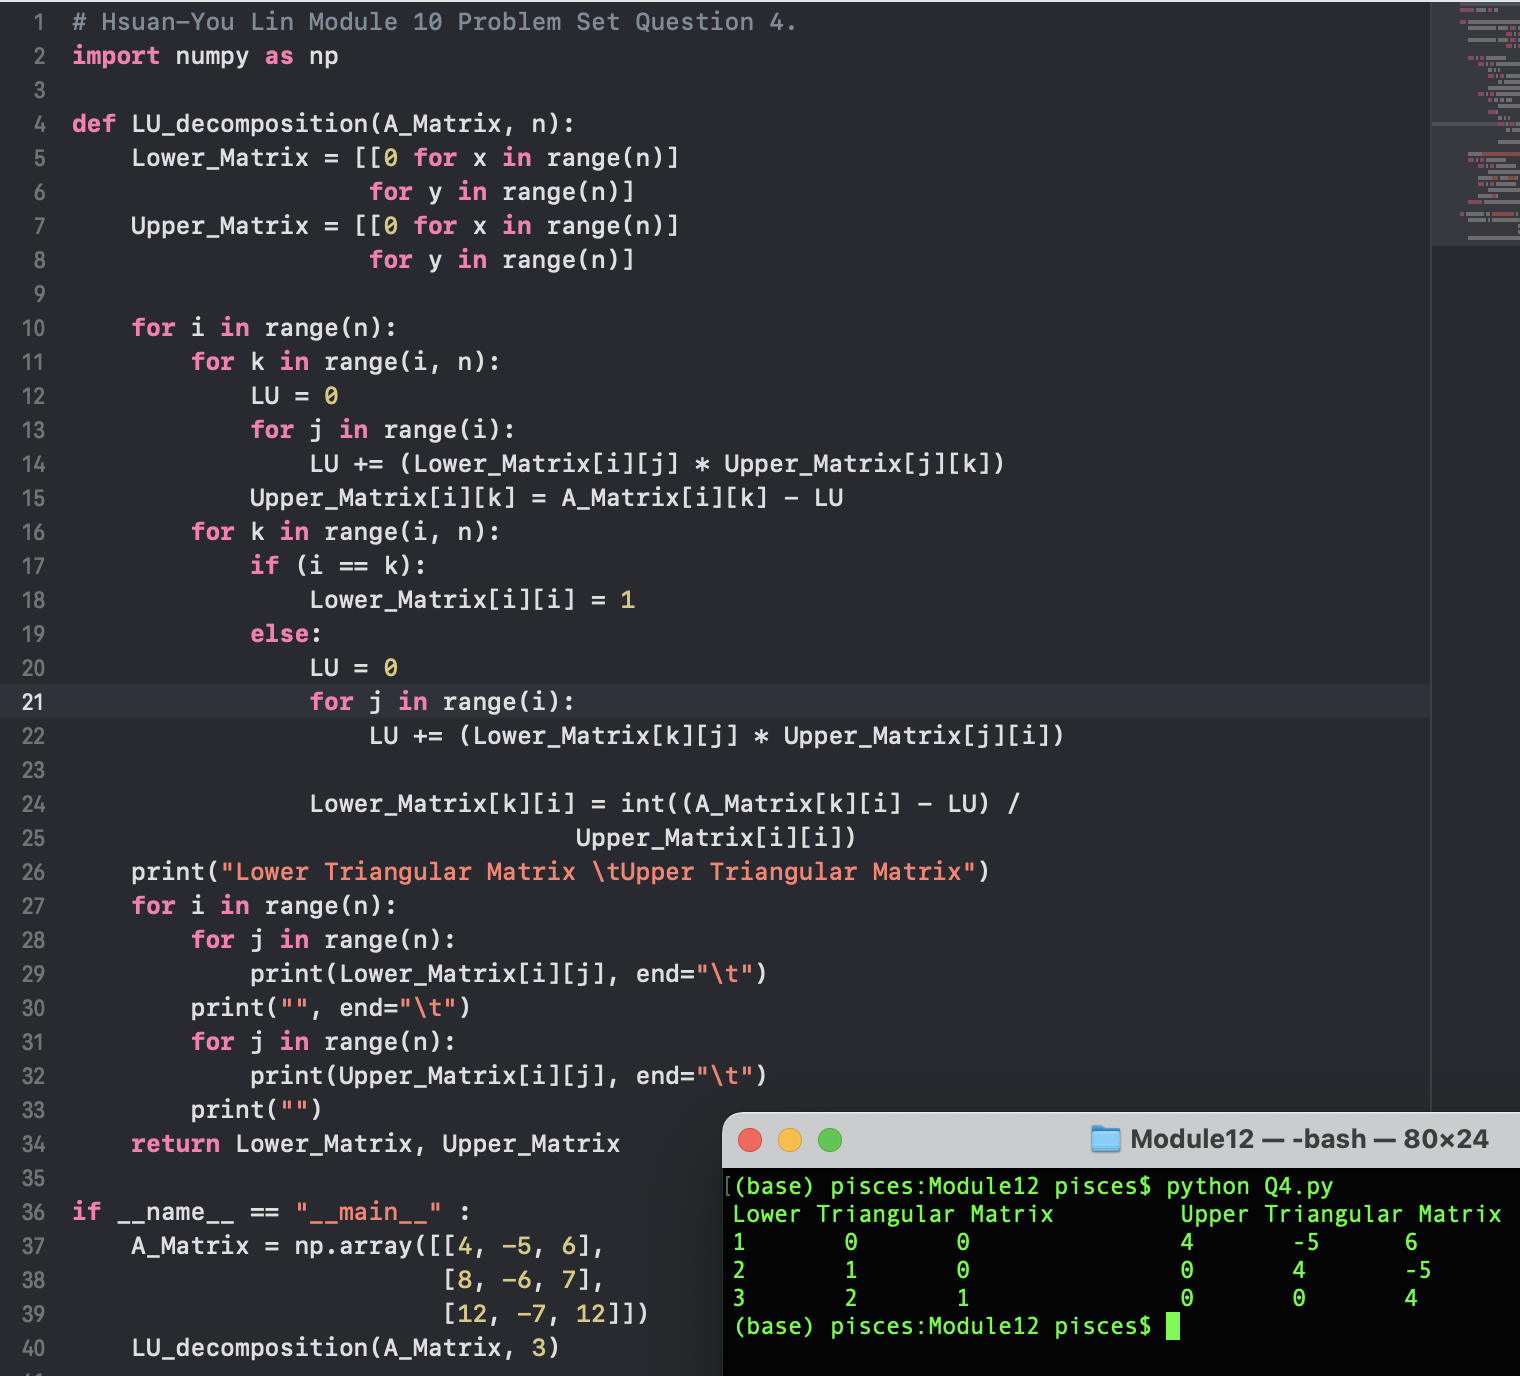 1 # Hsuan-You Lin Module 10 Problem Set Question 4.
2 import numpy as np
3
4 def LU_decomposition(A_Matrix, n):
5     Lower_Matrix = [[0 for x in range(n)]
6                     for y in range(n)]
7     Upper_Matrix = [[0 for x in range(n)]
8                     for y in range(n)]
9
10     for i in range(n):
11         for k in range(i, n):
12             LU = 0
13             for j in range(i):
14                 LU += (Lower_Matrix[i][j] * Upper_Matrix[j][k])
15             Upper_Matrix[i][k] = A_Matrix[i][k] - LU
16         for k in range(i, n):
17             if (i == k):
18                 Lower_Matrix[i][i] = 1
19             else:
20                 LU = 0
21                 for j in range(i):
22                     LU += (Lower_Matrix[k][j] * Upper_Matrix[j][i])
23
24                 Lower_Matrix[k][i] = int((A_Matrix[k][i] - LU) /
25                                   Upper_Matrix[i][i])
26     print("Lower Triangular Matrix \tUpper Triangular Matrix")
27     for i in range(n):
28         for j in range(n):
29             print(Lower_Matrix[i][j], end="\t")
30         print("", end="\t")
31         for j in range(n):
32             print(Upper_Matrix[i][j], end="\t")
33         print("")
34     return Lower_Matrix, Upper_Matrix
35
36 if __name__ == "__main__" :
37     A_Matrix = np.array([[4, -5, 6],
38                          [8, -6, 7],
39                          [12, -7, 12]])
40     LU_decomposition(A_Matrix, 3)
Module12 — -bash — 80×24
[(base) pisces:Module12 pisces$ python Q4.py
Lower Triangular Matrix         Upper Triangular Matrix
1       0       0               4       -5      6
2       1       0               0       4       -5
3       2       1               0       0       4
(base) pisces:Module12 pisces$